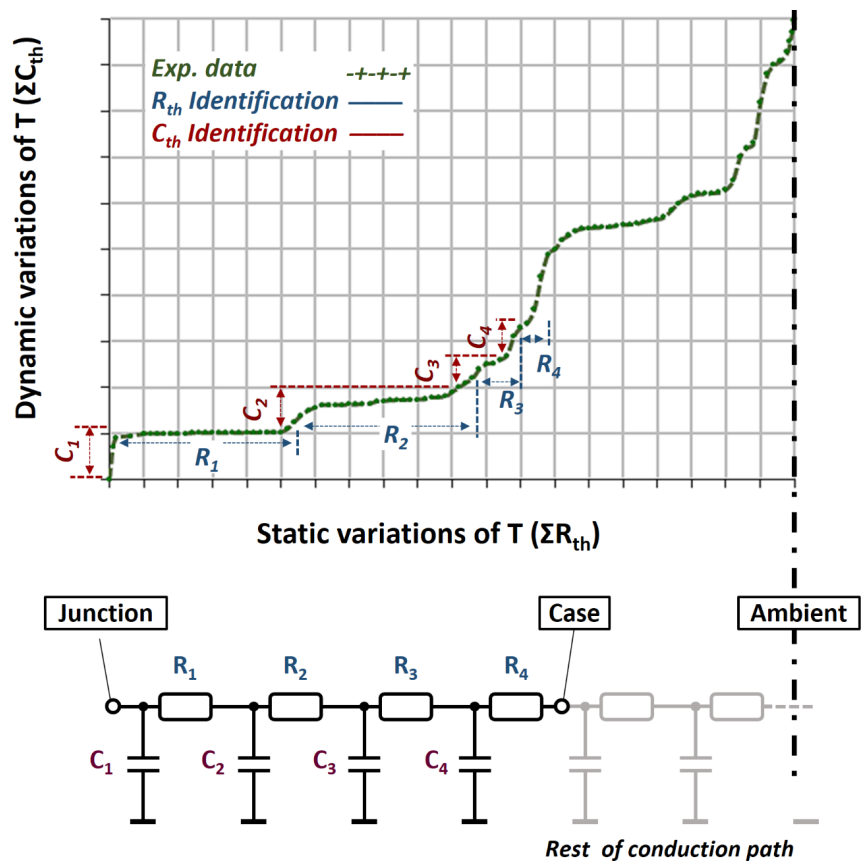 Dynamic variations of T (ΣCth)
Exp. data -+-+-+
Rth Identification
Cth Identification
C1
C2
C3
C4
R1
R2
R3
R4
Static variations of T (ΣRth)
Junction
Case
Ambient
R1 R2 R3 R4
C1 C2 C3 C4
Rest of conduction path